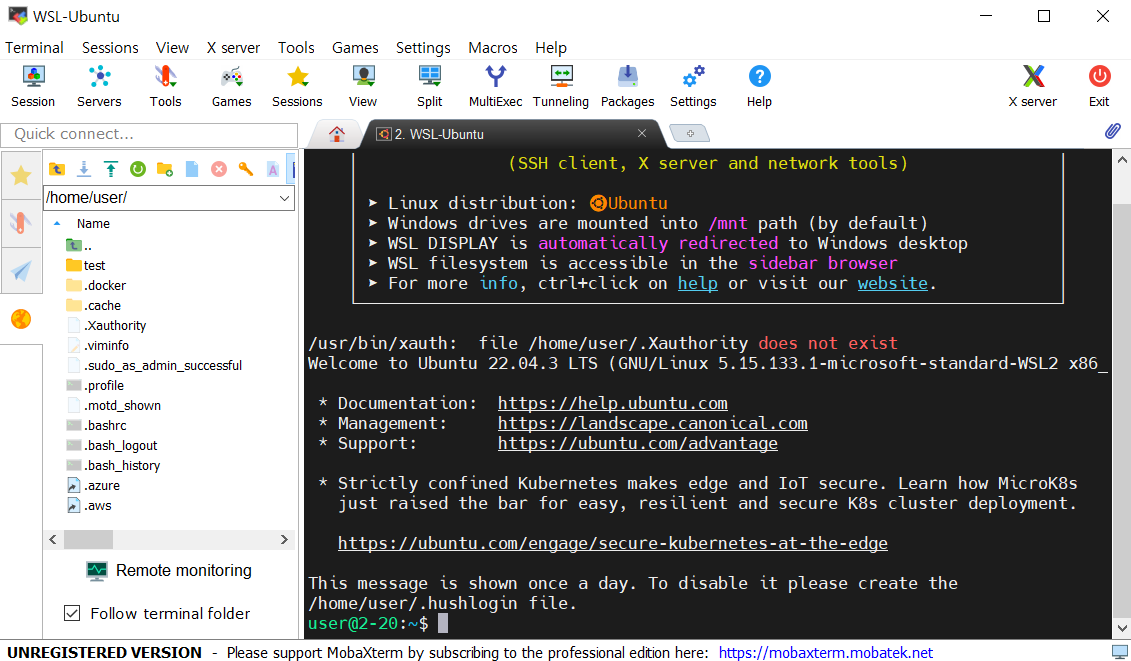 WSL-Ubuntu
Terminal Sessions View X server Tools Games Settings Macros Help
Session Servers Tools Games Sessions View Split MultiExec Tunneling Packages Settings Help X server Exit
Quick connect...
2. WSL-Ubuntu
/home/user/
Name
..
test
.docker
.cache
.Xauthority
.viminfo
.sudo_as_admin_successful
.profile
.motd_shown
.bashrc
.bash_logout
.bash_history
.azure
.aws
Remote monitoring
Follow terminal folder
(SSH client, X server and network tools)
➤ Linux distribution: Ubuntu
➤ Windows drives are mounted into /mnt path (by default)
➤ WSL DISPLAY is automatically redirected to Windows desktop
➤ WSL filesystem is accessible in the sidebar browser
➤ For more info, ctrl+click on help or visit our website.
/usr/bin/xauth:  file /home/user/.Xauthority does not exist
Welcome to Ubuntu 22.04.3 LTS (GNU/Linux 5.15.133.1-microsoft-standard-WSL2 x86_
* Documentation:  https://help.ubuntu.com
* Management:     https://landscape.canonical.com
* Support:        https://ubuntu.com/advantage
* Strictly confined Kubernetes makes edge and IoT secure. Learn how MicroK8s
just raised the bar for easy, resilient and secure K8s cluster deployment.
https://ubuntu.com/engage/secure-kubernetes-at-the-edge
This message is shown once a day. To disable it please create the
/home/user/.hushlogin file.
user@2-20:~$
UNREGISTERED VERSION - Please support MobaXterm by subscribing to the professional edition here: https://mobaxterm.mobatek.net